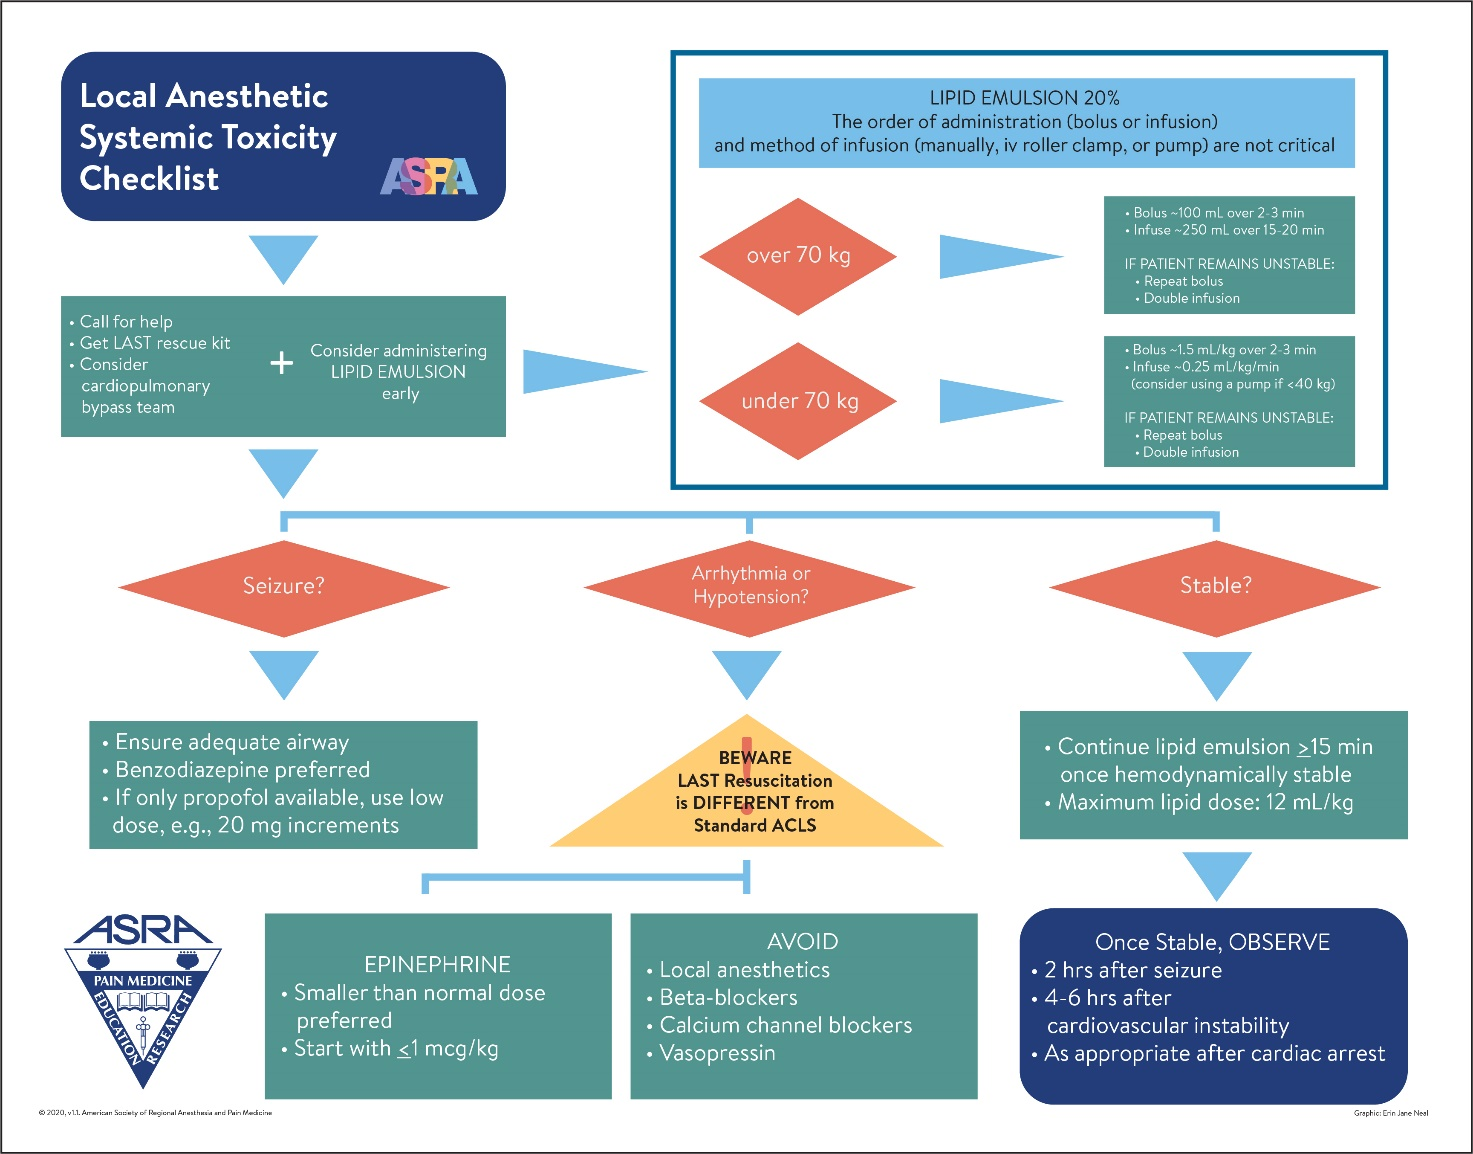 Local Anesthetic
Systemic Toxicity
Checklist
ASRA
• Call for help
• Get LAST rescue kit
• Consider
cardiopulmonary
bypass team
+
Consider administering
LIPID EMULSION
early
LIPID EMULSION 20%
The order of administration (bolus or infusion)
and method of infusion (manually, iv roller clamp, or pump) are not critical
over 70 kg
• Bolus ~100 mL over 2-3 min
• Infuse ~250 mL over 15-20 min
IF PATIENT REMAINS UNSTABLE:
• Repeat bolus
• Double infusion
under 70 kg
• Bolus ~1.5 mL/kg over 2-3 min
• Infuse ~0.25 mL/kg/min
(consider using a pump if <40 kg)
IF PATIENT REMAINS UNSTABLE:
• Repeat bolus
• Double infusion
Seizure?
• Ensure adequate airway
• Benzodiazepine preferred
• If only propofol available, use low
dose, e.g., 20 mg increments
Arrhythmia or
Hypotension?
!
BEWARE
LAST Resuscitation
is DIFFERENT from
Standard ACLS
EPINEPHRINE
• Smaller than normal dose
preferred
• Start with ≤1 mcg/kg
AVOID
• Local anesthetics
• Beta-blockers
• Calcium channel blockers
• Vasopressin
Stable?
• Continue lipid emulsion ≥15 min
once hemodynamically stable
• Maximum lipid dose: 12 mL/kg
Once Stable, OBSERVE
• 2 hrs after seizure
• 4-6 hrs after
cardiovascular instability
• As appropriate after cardiac arrest
ASRA
PAIN MEDICINE
EDUCATION
RESEARCH
© 2020, v1.1. American Society of Regional Anesthesia and Pain Medicine
Graphic: Erin Jane Neal